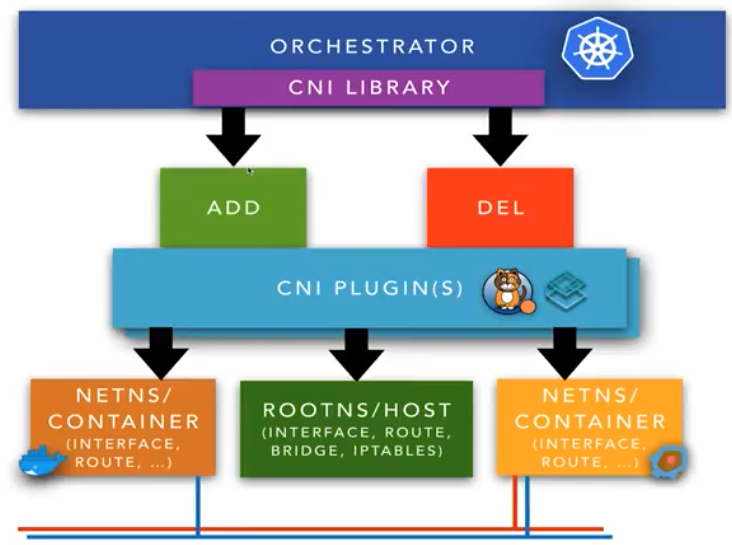 ORCHESTRATOR
CNI LIBRARY
ADD
DEL
CNI PLUGIN(S)
NETNS/
CONTAINER
(INTERFACE,
ROUTE, ...)
ROOTNS/HOST
(INTERFACE, ROUTE,
BRIDGE, IPTABLES)
NETNS/
CONTAINER
(INTERFACE,
ROUTE, ...)